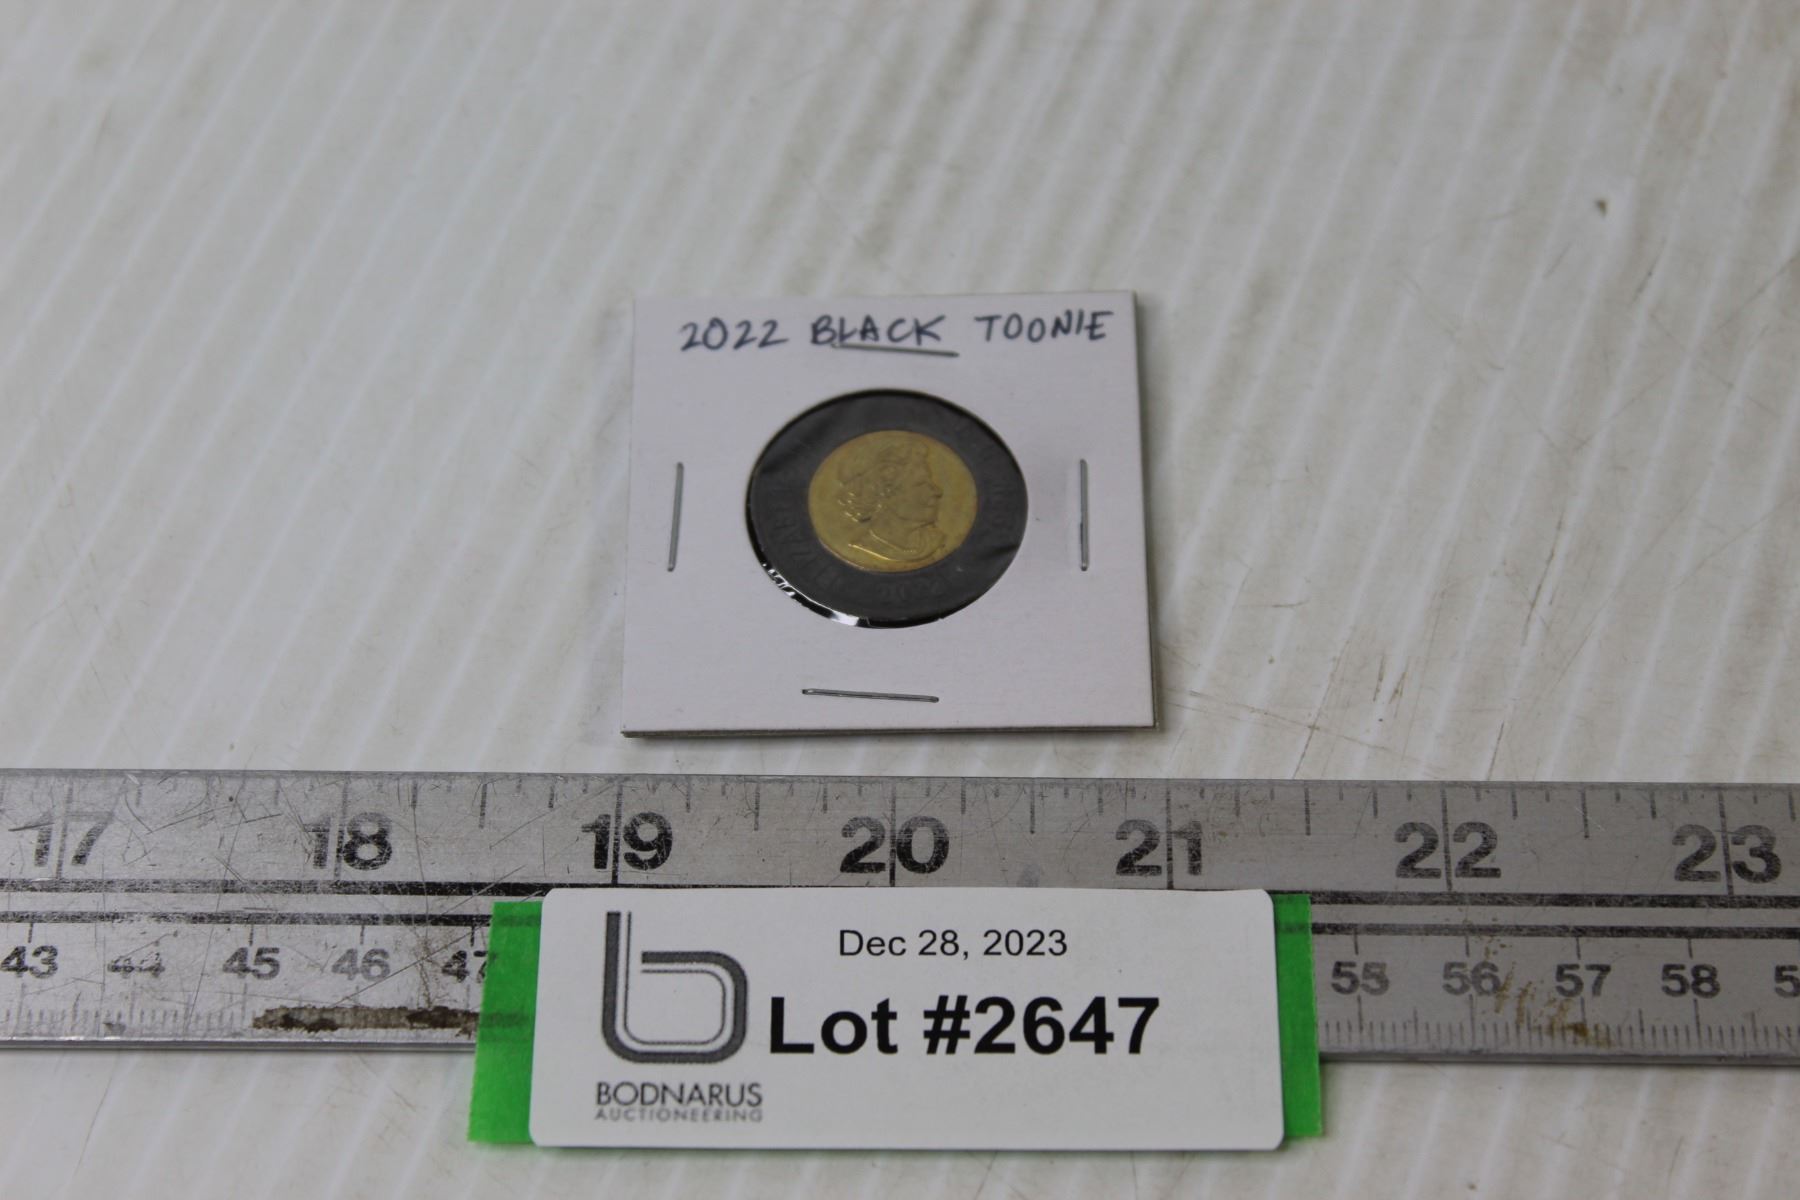 2022 BLACK TOONIE
2022
17 18 19 20 21 22 23
43 44 45 46 47 55 56 57 58
Dec 28, 2023
Lot #2647
BODNARUS
AUCTIONEERING